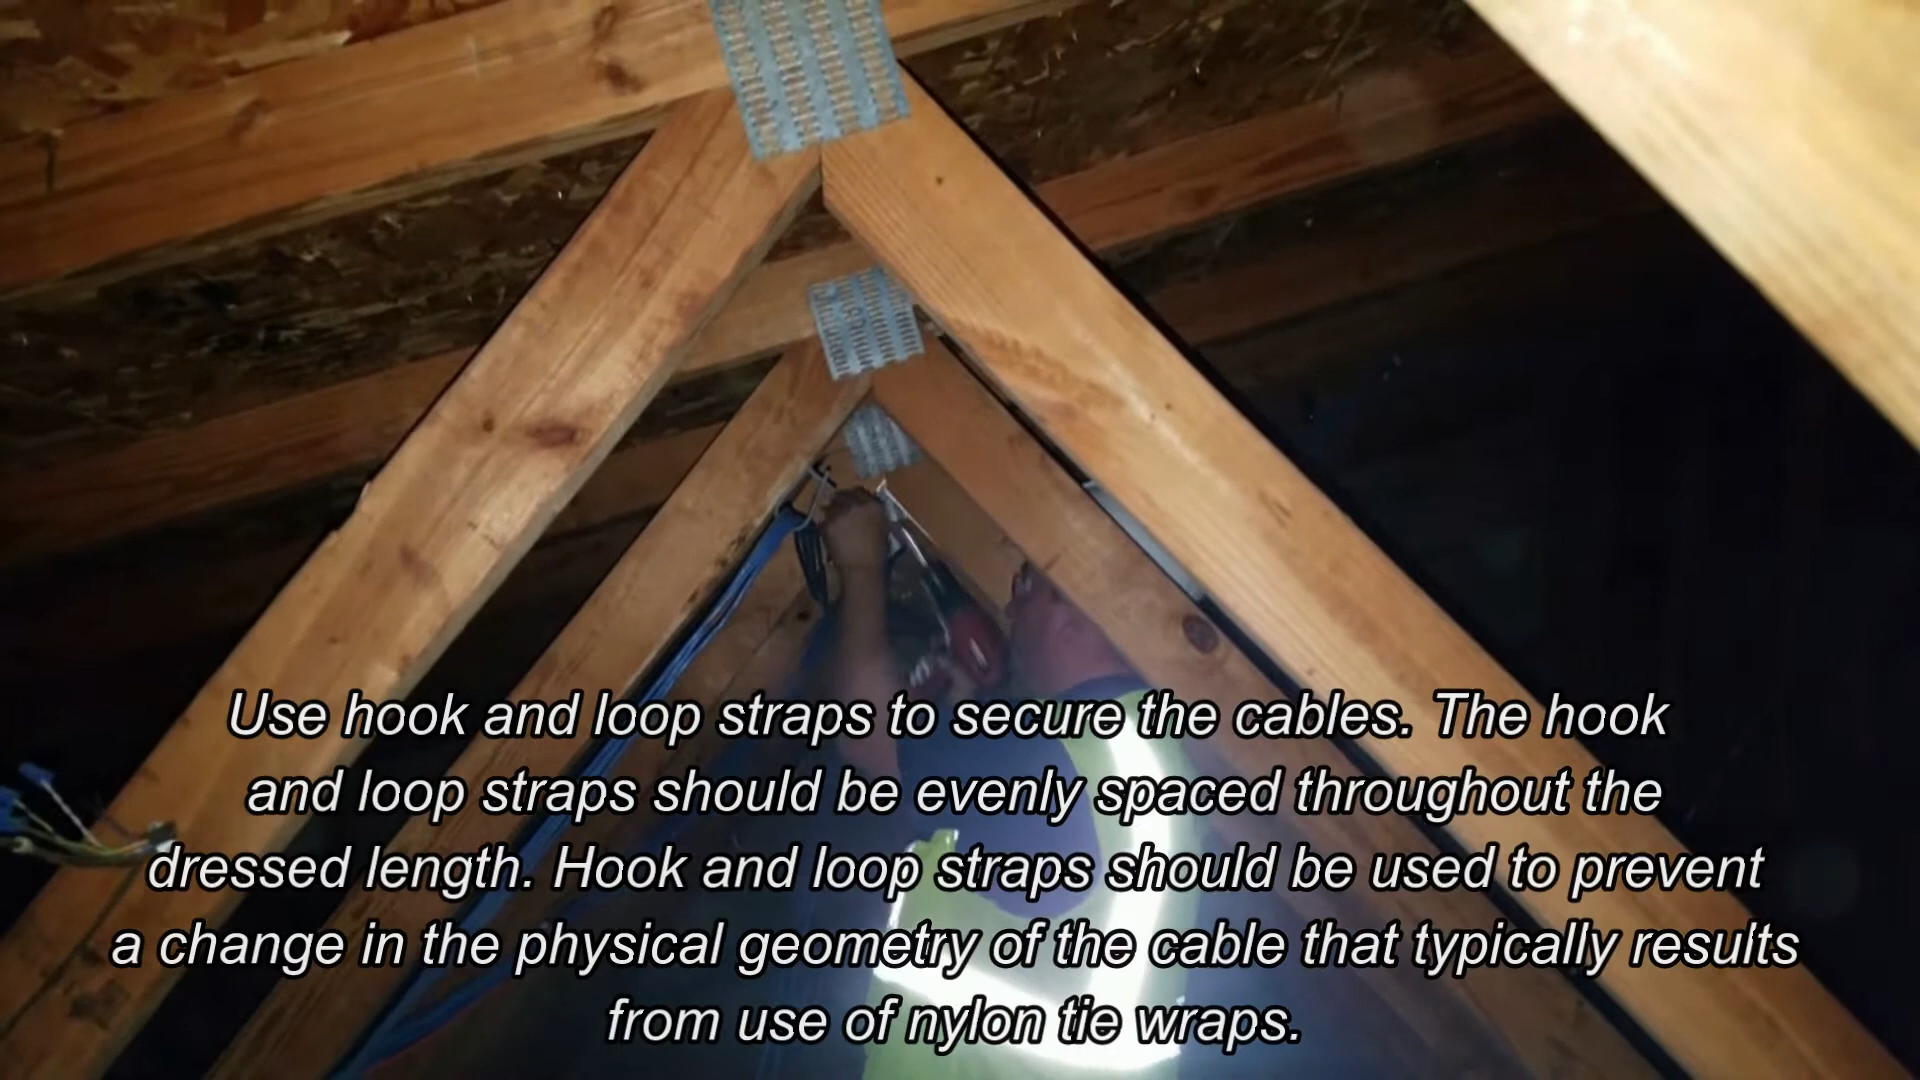 Use hook and loop straps to secure the cables. The hook
and loop straps should be evenly spaced throughout the
dressed length. Hook and loop straps should be used to prevent
a change in the physical geometry of the cable that typically results
from use of nylon tie wraps.